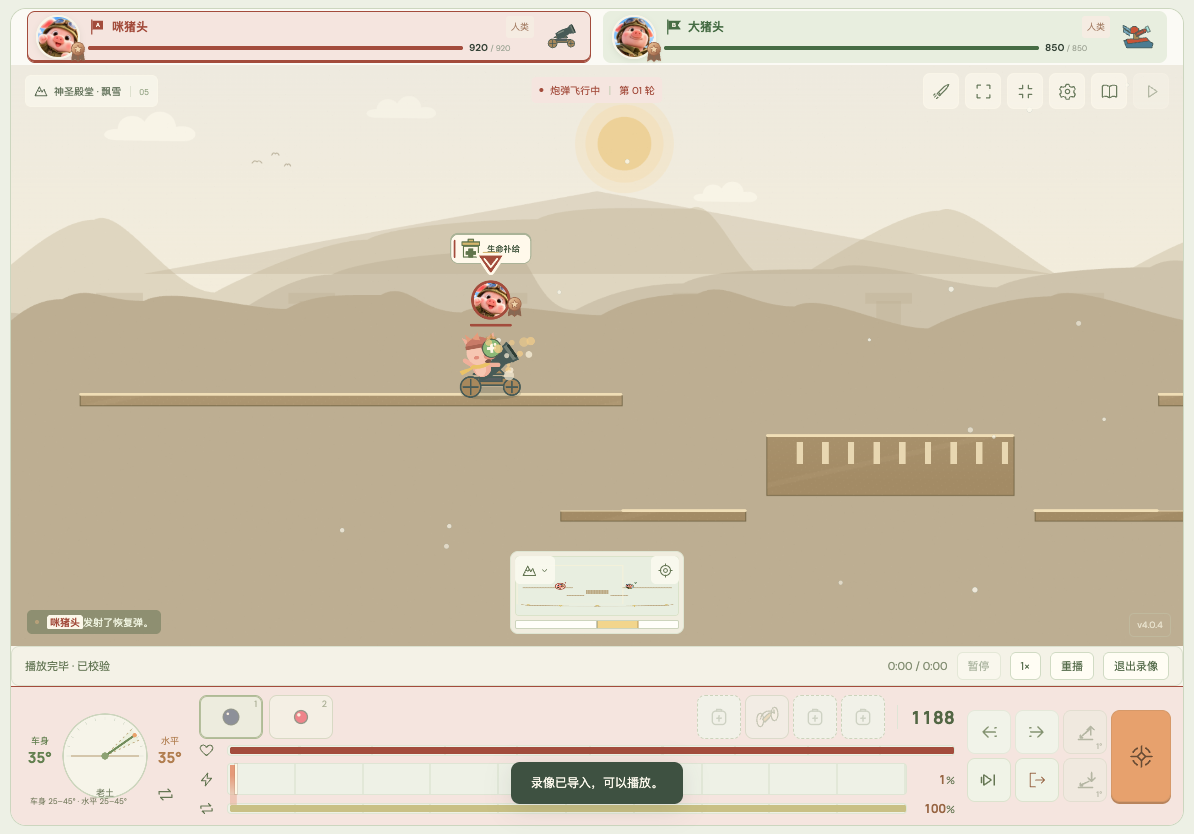 咪猪头
人类
920 / 920
大猪头
人类
850 / 850
神圣殿堂 · 飘雪 05
炮弹飞行中 第 01 轮
生命补给
咪猪头发射了恢复弹。
v4.0.4
播放完毕 · 已校验
0:00 / 0:00
暂停
1×
重播
退出录像
车身
35°
水平
35°
老土
车身 25–45° · 水平 25–45°
1
2
1188
1%
100%
1°
1°
录像已导入，可以播放。